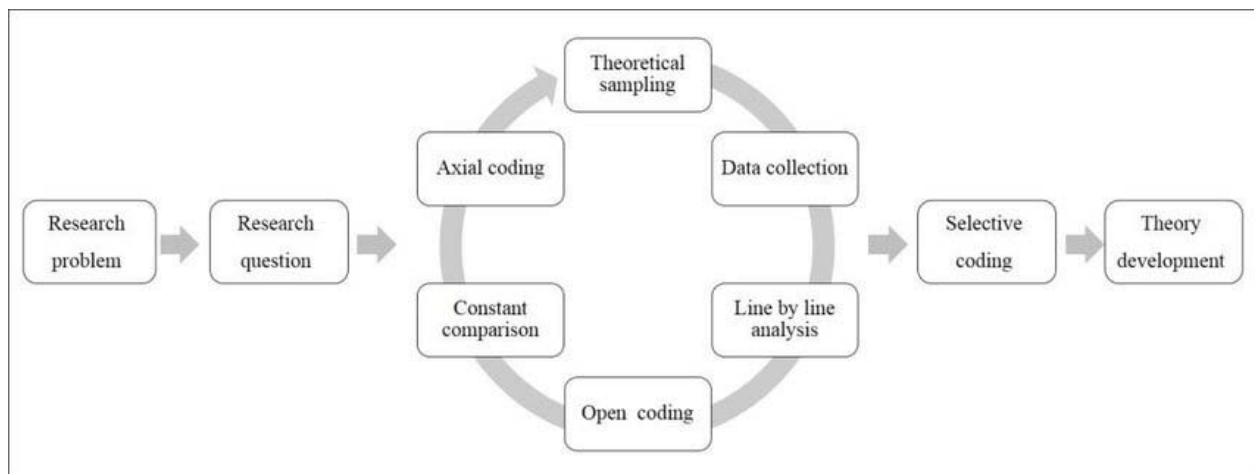 Research
problem
Research
question
Theoretical
sampling
Data collection
Line by line
analysis
Open coding
Constant
comparison
Axial coding
Selective
coding
Theory
development